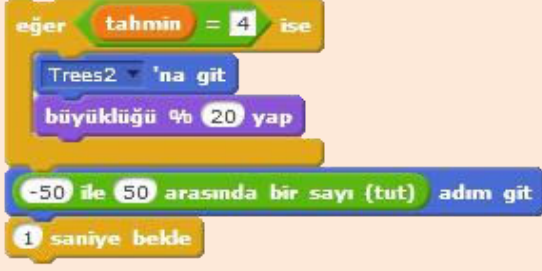 eğer tahmin = 4 ise
Trees2 'na git
büyüklüğü % 20 yap
-50 ile 50 arasında bir sayı (tut) adım git
1 saniye bekle